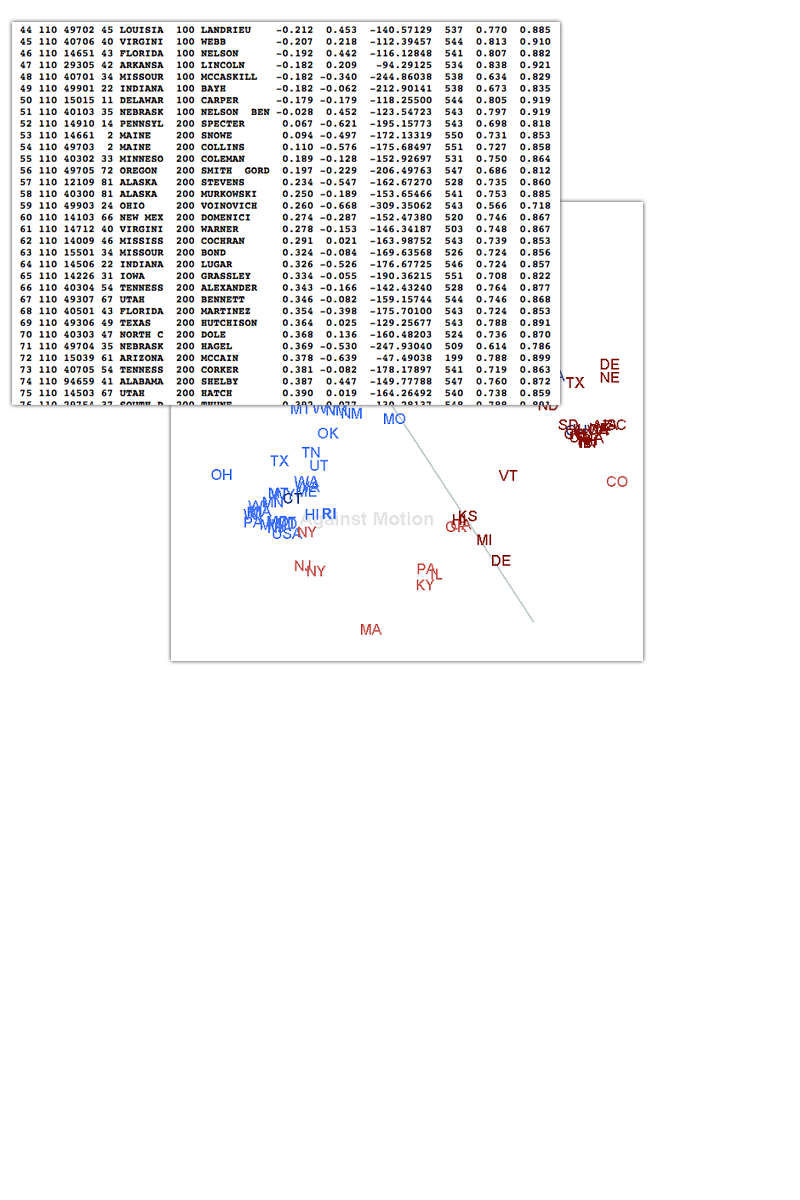 44 110 49702 45 LOUISIA 100 LANDRIEU -0.212 0.453 -140.57129 537 0.770 0.885
45 110 40706 40 VIRGINI 100 WEBB -0.207 0.218 -112.39457 544 0.813 0.910
46 110 14651 43 FLORIDA 100 NELSON -0.192 0.442 -116.12848 541 0.807 0.882
47 110 29305 42 ARKANSA 100 LINCOLN -0.182 0.209 -94.29125 534 0.838 0.921
48 110 40701 34 MISSOUR 100 MCCASKILL -0.182 -0.340 -244.86038 538 0.634 0.829
49 110 49901 22 INDIANA 100 BAYH -0.182 -0.062 -212.90141 538 0.673 0.835
50 110 15015 11 DELAWAR 100 CARPER -0.179 -0.179 -118.25500 544 0.805 0.919
51 110 40103 35 NEBRASK 100 NELSON BEN -0.028 0.452 -123.54723 543 0.797 0.919
52 110 14910 14 PENNSYL 200 SPECTER 0.067 -0.621 -195.15773 543 0.698 0.818
53 110 14661 2 MAINE 200 SNOWE 0.094 -0.497 -172.13319 550 0.731 0.853
54 110 49703 2 MAINE 200 COLLINS 0.110 -0.576 -175.68497 551 0.727 0.858
55 110 40302 33 MINNESO 200 COLEMAN 0.189 -0.128 -152.92697 531 0.750 0.864
56 110 49705 72 OREGON 200 SMITH GORD 0.197 -0.229 -206.49763 547 0.686 0.812
57 110 12109 81 ALASKA 200 STEVENS 0.234 -0.547 -162.67270 528 0.735 0.860
58 110 40300 81 ALASKA 200 MURKOWSKI 0.250 -0.189 -153.65466 541 0.753 0.885
59 110 49903 24 OHIO 200 VOINOVICH 0.260 -0.668 -309.35062 543 0.566 0.718
60 110 14103 66 NEW MEX 200 DOMENICI 0.274 -0.287 -152.47380 520 0.746 0.867
61 110 14712 40 VIRGINI 200 WARNER 0.278 -0.153 -146.34187 503 0.748 0.867
62 110 14009 46 MISSISS 200 COCHRAN 0.291 0.021 -163.98752 543 0.739 0.853
63 110 15501 34 MISSOUR 200 BOND 0.324 -0.084 -169.63568 526 0.724 0.856
64 110 14506 22 INDIANA 200 LUGAR 0.326 -0.526 -176.67725 546 0.724 0.857
65 110 14226 31 IOWA 200 GRASSLEY 0.334 -0.055 -190.36215 551 0.708 0.822
66 110 40304 54 TENNESS 200 ALEXANDER 0.343 -0.166 -142.43240 528 0.764 0.877
67 110 49307 67 UTAH 200 BENNETT 0.346 -0.082 -159.15744 544 0.746 0.868
68 110 40501 43 FLORIDA 200 MARTINEZ 0.354 -0.398 -175.70100 543 0.724 0.853
69 110 49306 49 TEXAS 200 HUTCHISON 0.364 0.025 -129.25677 543 0.788 0.891
70 110 40303 47 NORTH C 200 DOLE 0.368 0.136 -160.48203 524 0.736 0.870
71 110 49704 35 NEBRASK 200 HAGEL 0.369 -0.530 -247.93040 509 0.614 0.786
72 110 15039 61 ARIZONA 200 MCCAIN 0.378 -0.639 -47.49038 199 0.788 0.899
73 110 40705 54 TENNESS 200 CORKER 0.381 -0.082 -178.17897 541 0.719 0.863
74 110 94659 41 ALABAMA 200 SHELBY 0.387 0.447 -149.77788 547 0.760 0.872
75 110 14503 67 UTAH 200 HATCH 0.390 0.019 -164.26492 540 0.738 0.859
DE
NE
TX
MO
OK
TN
UT
TX
OH
VT
CO
CT
HI RI
Against Motion
KS
NY
USA
MI
DE
NJ
NY
PA
IL
KY
MA